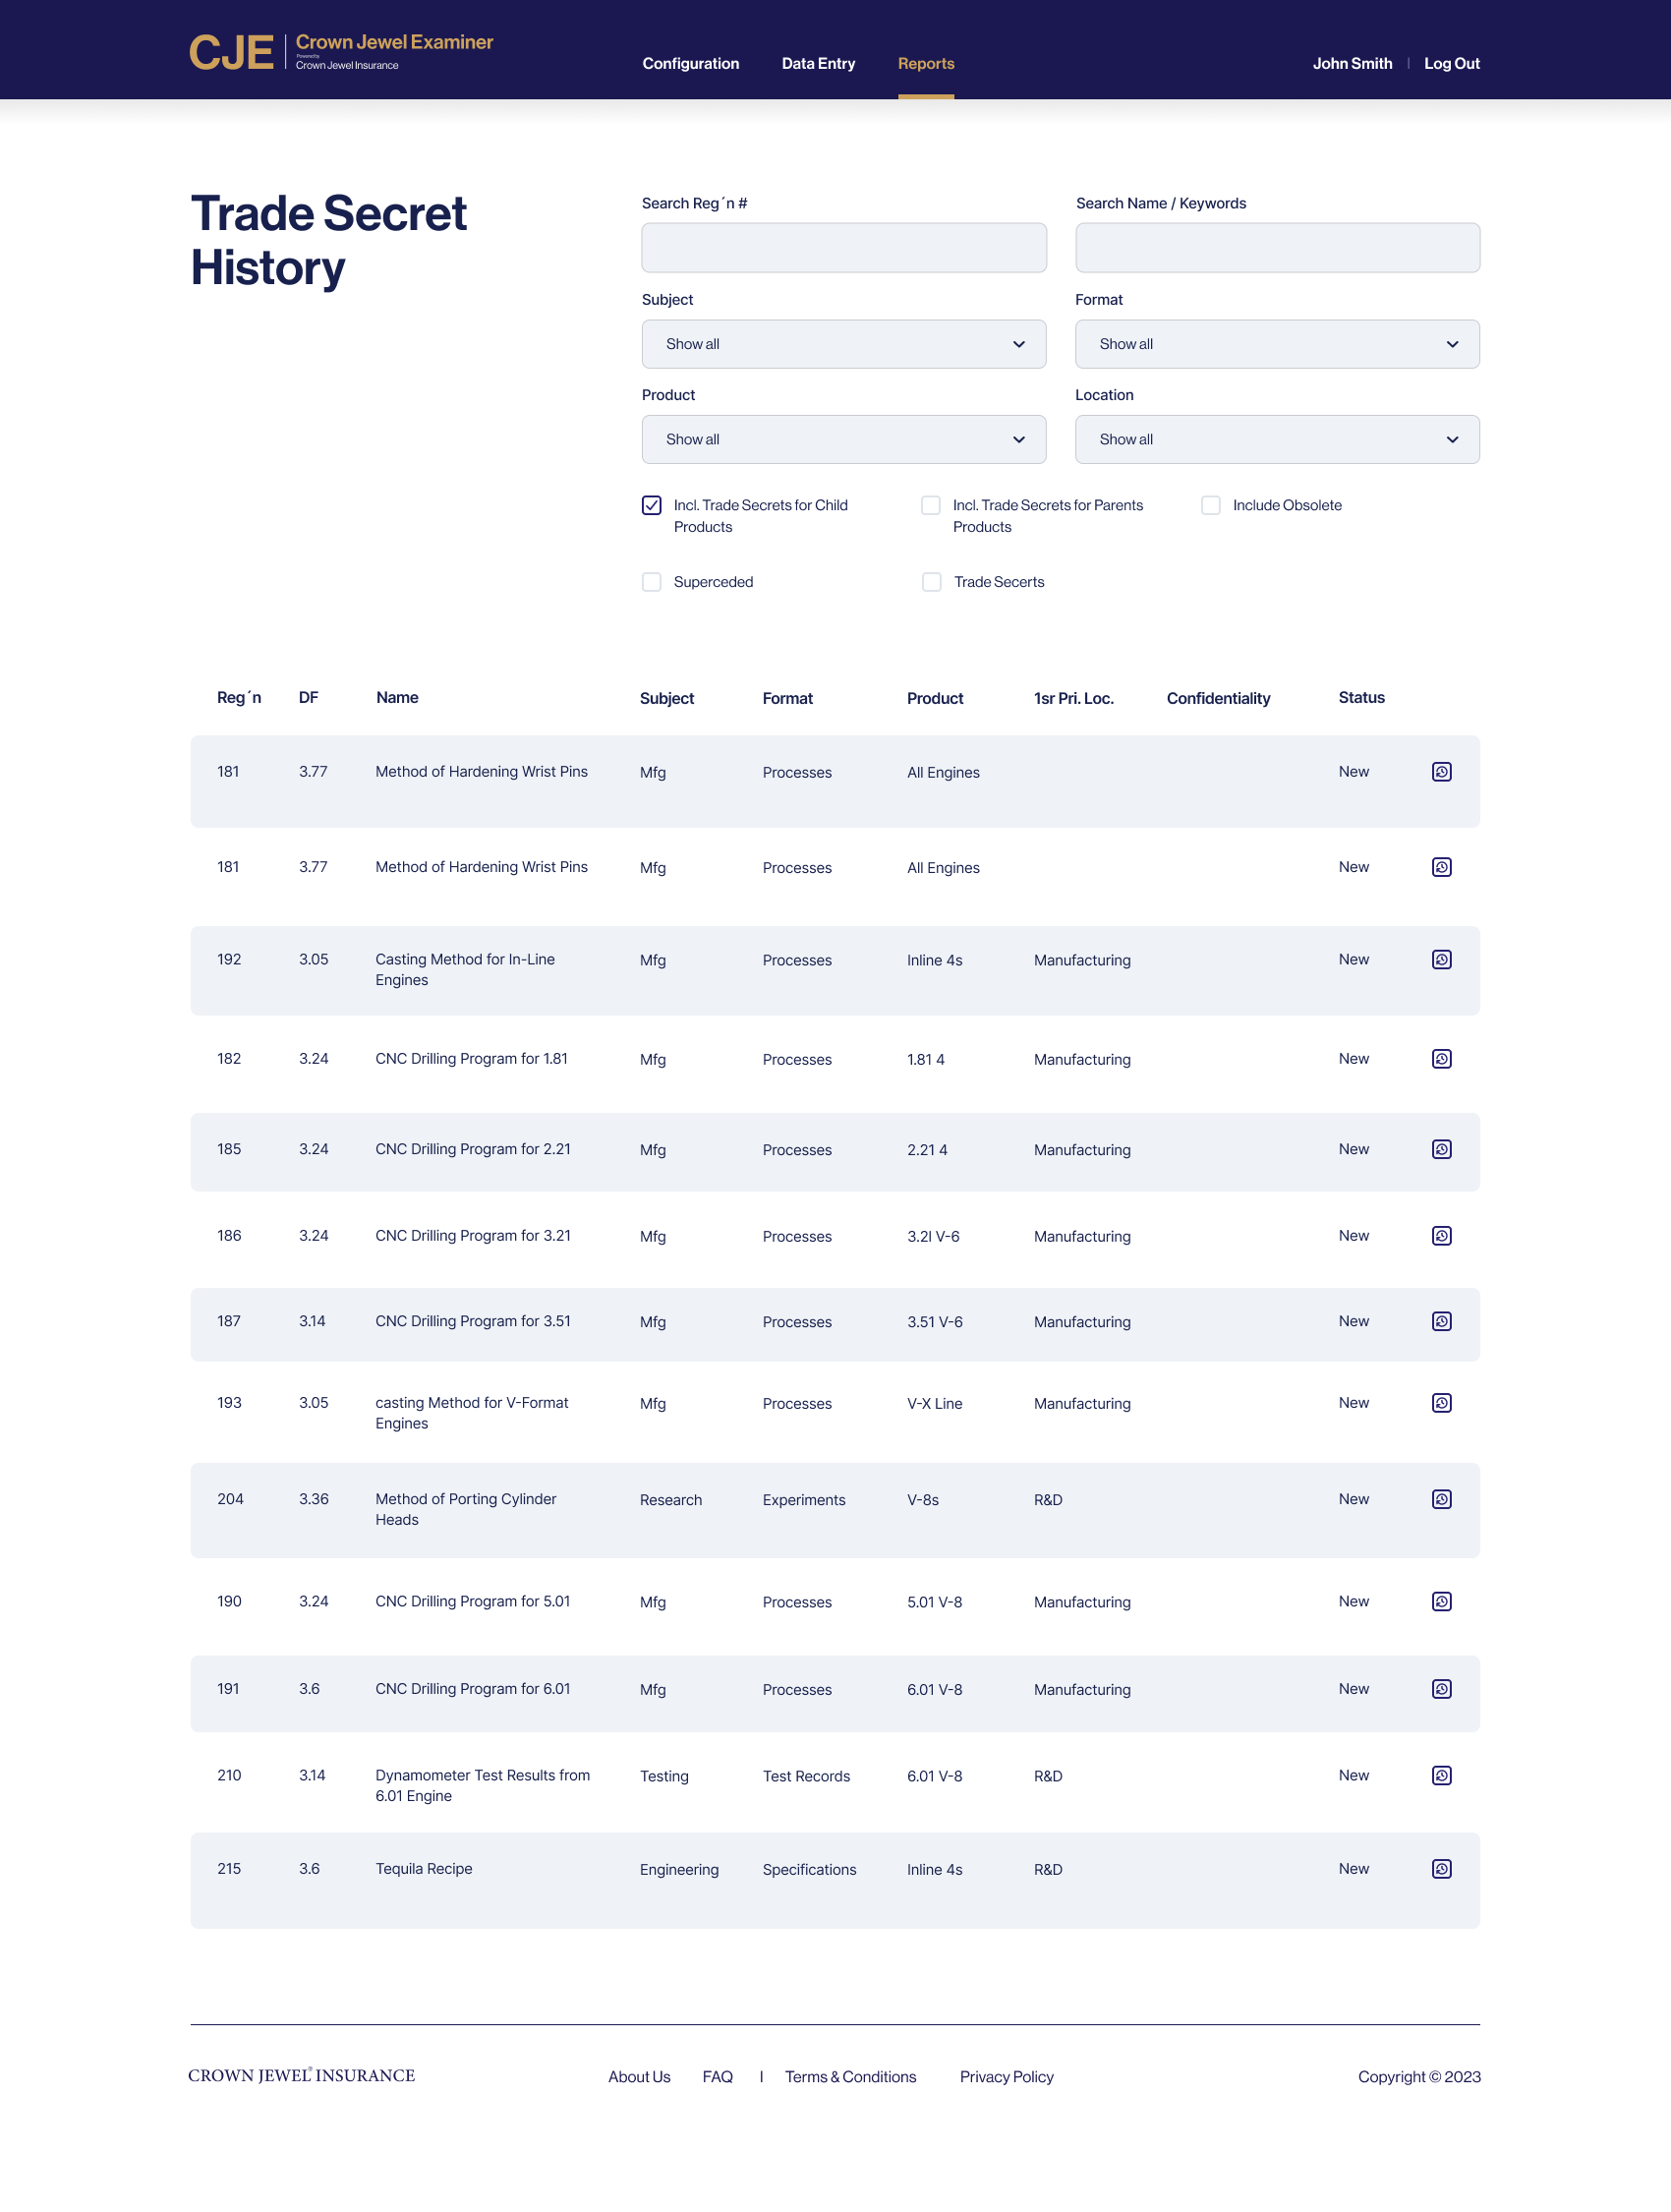 CJE
Crown Jewel Examiner
Powered by
Crown Jewel Insurance
Configuration Data Entry Reports
John Smith | Log Out
Trade Secret
History
Search Reg´n # Search Name / Keywords
Subject Format
Show all Show all
Product Location
Show all Show all
Incl. Trade Secrets for Child
Products
Incl. Trade Secrets for Parents
Products
Include Obsolete
Superceded Trade Secerts
Reg´n DF Name Subject Format Product 1sr Pri. Loc. Confidentiality Status
181 3.77 Method of Hardening Wrist Pins Mfg Processes All Engines New
181 3.77 Method of Hardening Wrist Pins Mfg Processes All Engines New
192 3.05 Casting Method for In-Line Mfg Processes Inline 4s Manufacturing New
Engines
182 3.24 CNC Drilling Program for 1.81 Mfg Processes 1.81 4 Manufacturing New
185 3.24 CNC Drilling Program for 2.21 Mfg Processes 2.21 4 Manufacturing New
186 3.24 CNC Drilling Program for 3.21 Mfg Processes 3.2l V-6 Manufacturing New
187 3.14 CNC Drilling Program for 3.51 Mfg Processes 3.51 V-6 Manufacturing New
193 3.05 casting Method for V-Format Mfg Processes V-X Line Manufacturing New
Engines
204 3.36 Method of Porting Cylinder Research Experiments V-8s R&D New
Heads
190 3.24 CNC Drilling Program for 5.01 Mfg Processes 5.01 V-8 Manufacturing New
191 3.6 CNC Drilling Program for 6.01 Mfg Processes 6.01 V-8 Manufacturing New
210 3.14 Dynamometer Test Results from Testing Test Records 6.01 V-8 R&D New
6.01 Engine
215 3.6 Tequila Recipe Engineering Specifications Inline 4s R&D New
CROWN JEWEL® INSURANCE About Us FAQ | Terms & Conditions Privacy Policy Copyright © 2023